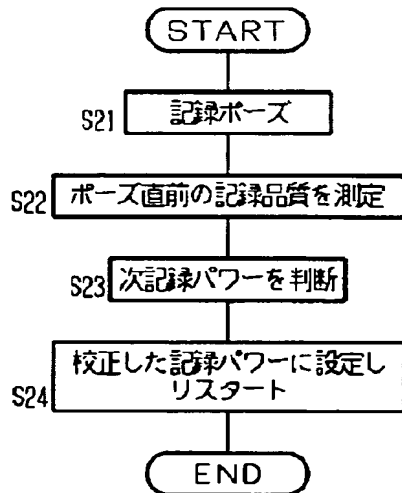 START
S21 記録ポーズ
S22 ポーズ直前の記録品質を測定
S23 次記録パワーを判断
校正した記録パワーに設定し
S24 リスタート
END